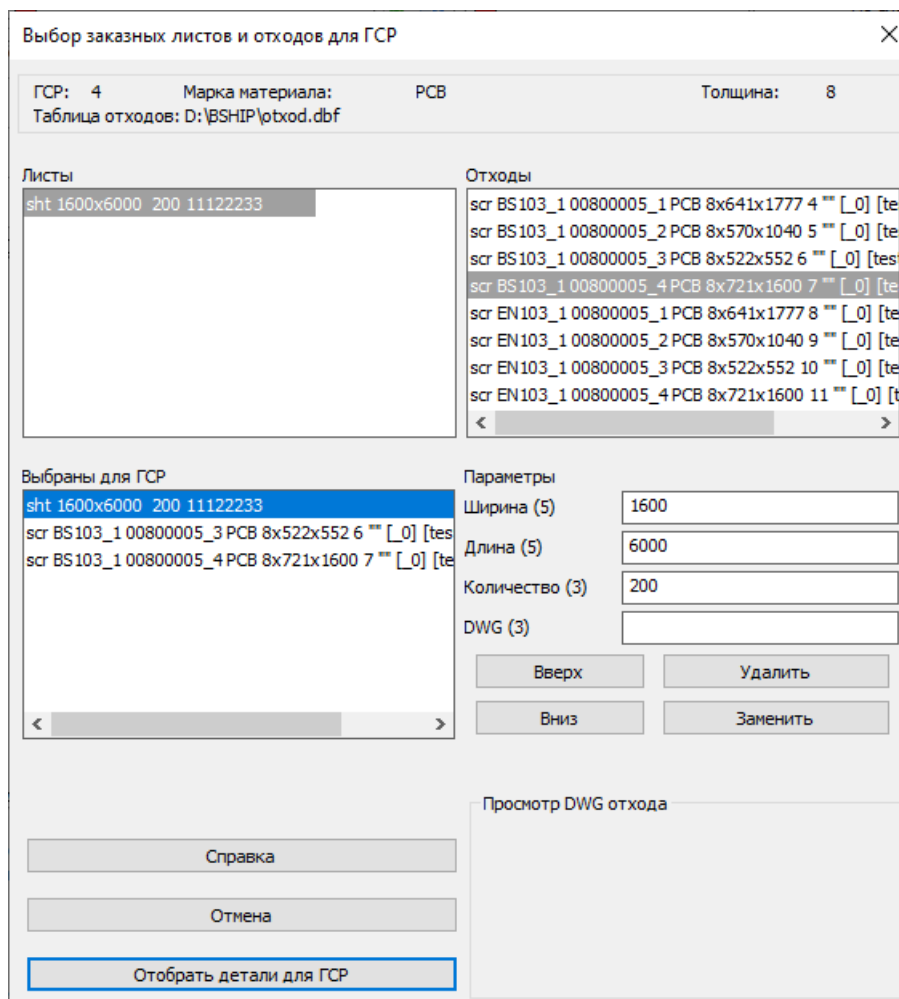 Выбор заказных листов и отходов для ГСР
ГСР: 4 Марка материала: РСВ Толщина: 8
Таблица отходов: D:\BSHIP\otxod.dbf
Листы
sht 1600x6000 200 11122233
Отходы
scr BS103_1 00800005_1 PCB 8x641x1777 4 "" [_0] [te
scr BS103_1 00800005_2 PCB 8x570x1040 5 "" [_0] [te
scr BS103_1 00800005_3 PCB 8x522x552 6 "" [_0] [tes
scr BS103_1 00800005_4 PCB 8x721x1600 7 "" [_0] [te
scr EN103_1 00800005_1 PCB 8x641x1777 8 "" [_0] [te
scr EN103_1 00800005_2 PCB 8x570x1040 9 "" [_0] [te
scr EN103_1 00800005_3 PCB 8x522x552 10 "" [_0] [te
scr EN103_1 00800005_4 PCB 8x721x1600 11 "" [_0] [t
Выбраны для ГСР
sht 1600x6000 200 11122233
scr BS103_1 00800005_3 PCB 8x522x552 6 "" [_0] [tes
scr BS103_1 00800005_4 PCB 8x721x1600 7 "" [_0] [te
Параметры
Ширина (5) 1600
Длина (5) 6000
Количество (3) 200
DWG (3)
Вверх Удалить
Вниз Заменить
Просмотр DWG отхода
Справка
Отмена
Отобрать детали для ГСР